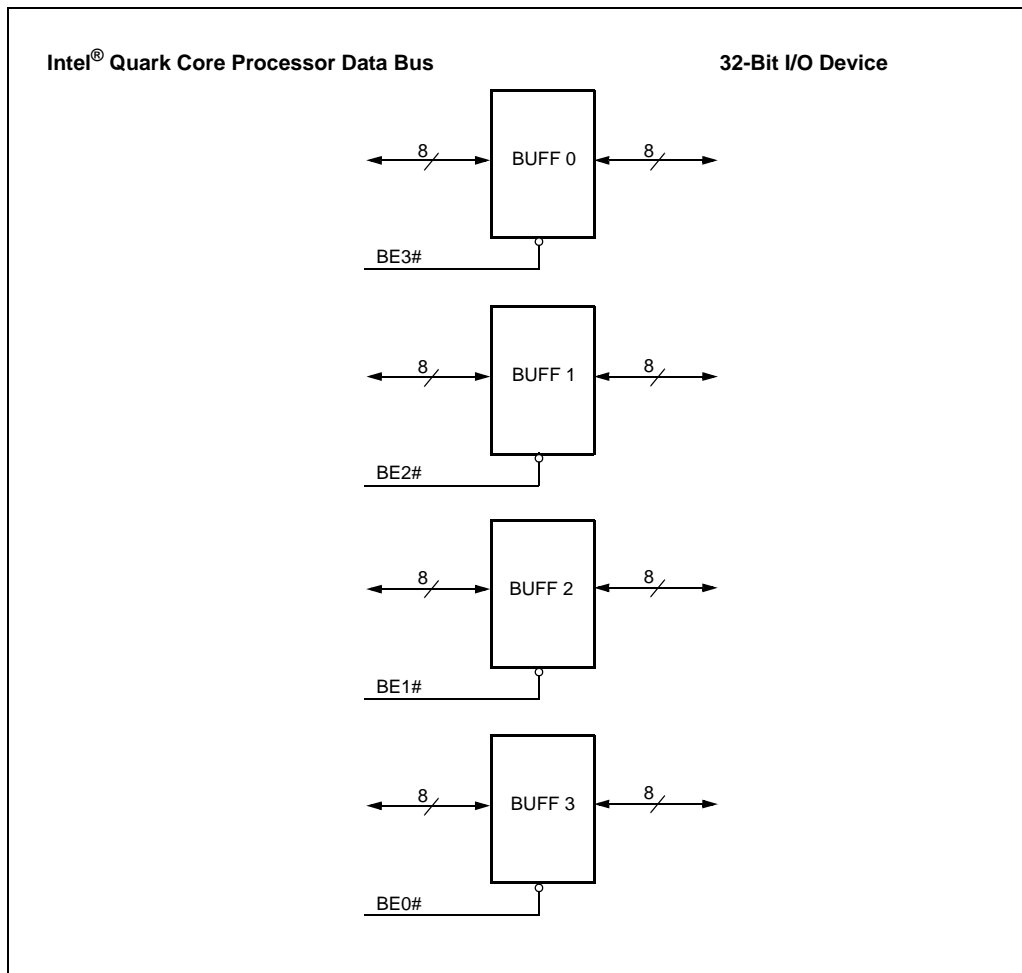 Intel® Quark Core Processor Data Bus
32-Bit I/O Device
8
BUFF 0
8
BE3#
8
BUFF 1
8
BE2#
8
BUFF 2
8
BE1#
8
BUFF 3
8
BE0#